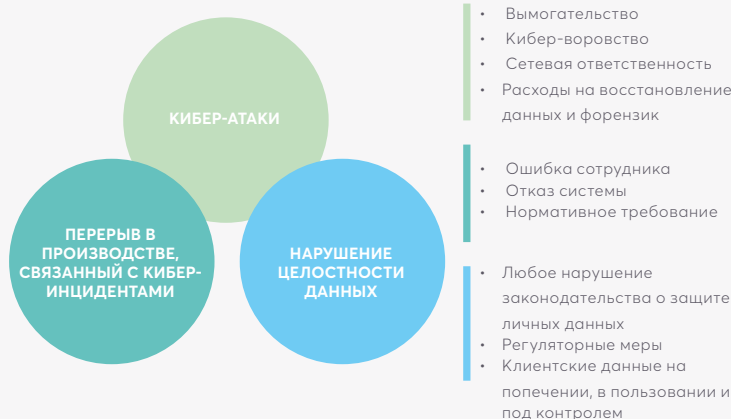 КИБЕР-АТАКИ
ПЕРЕРЫВ В
ПРОИЗВОДСТВЕ,
СВЯЗАННЫЙ С КИБЕР-
ИНЦИДЕНТАМИ
НАРУШЕНИЕ
ЦЕЛОСТНОСТИ
ДАННЫХ
• Вымогательство
• Кибер-воровство
• Сетевая ответственность
• Расходы на восстановление
данных и форензик
• Ошибка сотрудника
• Отказ системы
• Нормативное требование
• Любое нарушение
законодательства о защите
личных данных
• Регуляторные меры
• Клиентские данные на
попечении, в пользовании и
под контролем